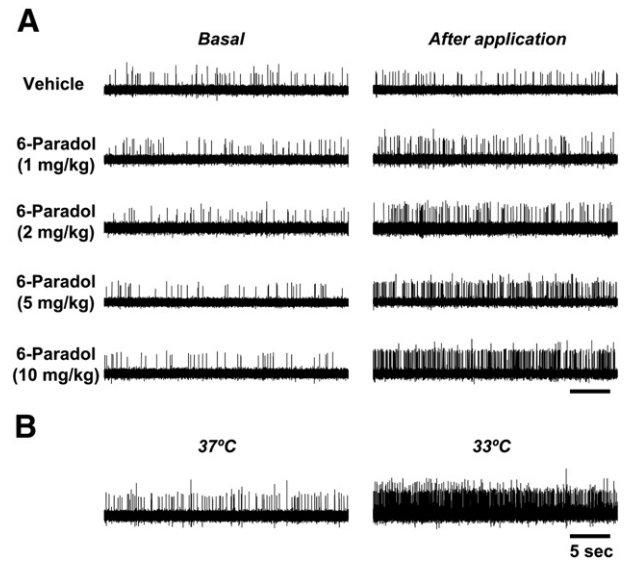 A
Basal
After application
Vehicle
6-Paradol
(1 mg/kg)
6-Paradol
(2 mg/kg)
6-Paradol
(5 mg/kg)
6-Paradol
(10 mg/kg)
B
37ºC
33ºC
5 sec